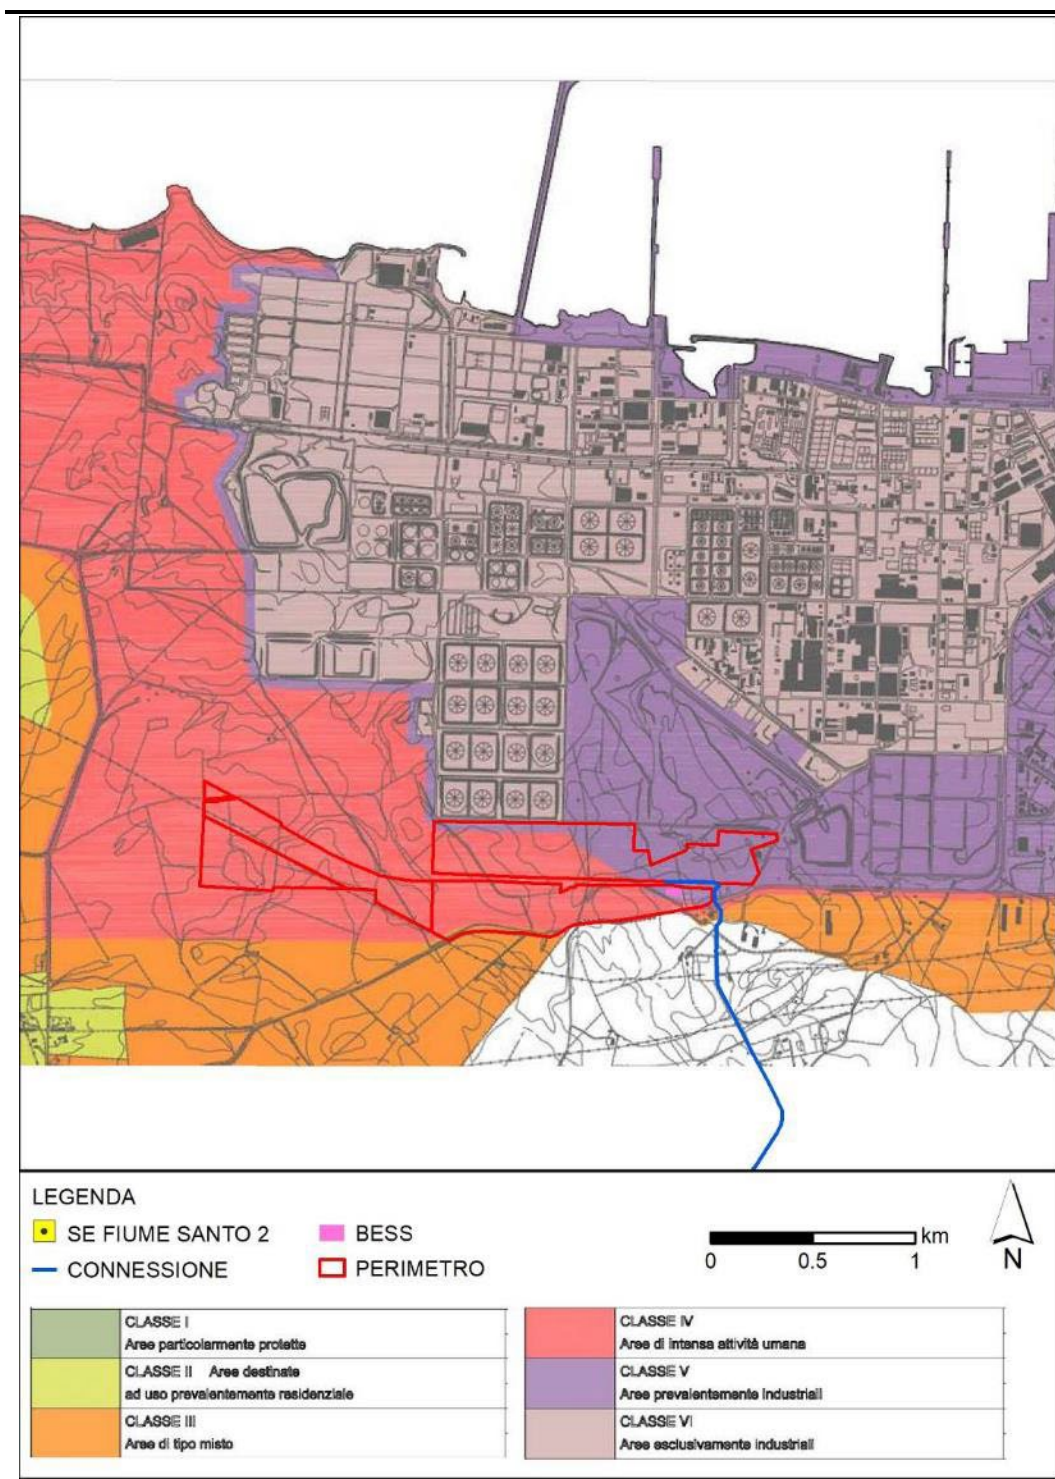 LEGENDA
SE FIUME SANTO 2
BESS
CONNESSIONE
PERIMETRO
km
0 0.5 1
N
CLASSE I
Aree particolarmente protette
CLASSE II Aree destinate
ad uso prevalentemente residenziale
CLASSE III
Aree di tipo misto
CLASSE IV
Aree di intensa attività umana
CLASSE V
Aree prevalentemente industriali
CLASSE VI
Aree esclusivamente industriali